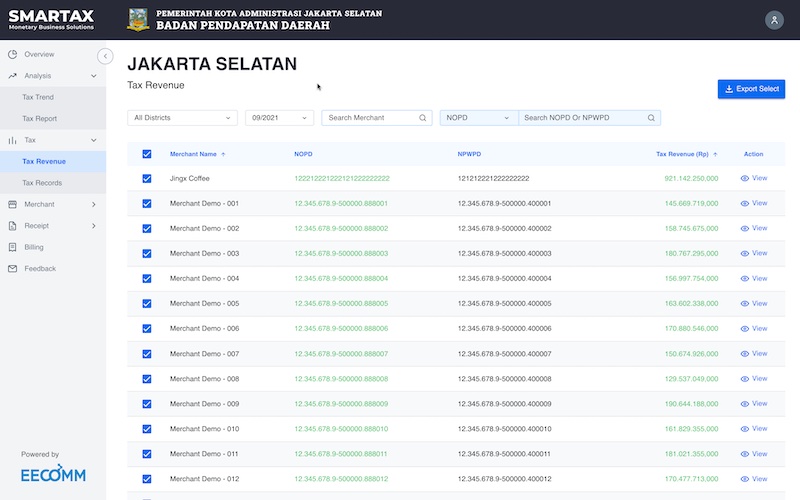 SMARTAX
Monetary Business Solutions
PEMERINTAH KOTA ADMINISTRASI JAKARTA SELATAN
BADAN PENDAPATAN DAERAH
Overview
Analysis
Tax Trend
Tax Report
Tax
Tax Revenue
Tax Records
Merchant
Receipt
Billing
Feedback
Powered by
EECOMM
JAKARTA SELATAN
Tax Revenue
Export Select
All Districts 09/2021 Search Merchant NOPD Search NOPD Or NPWPD
Merchant Name ↑ NOPD NPWPD Tax Revenue (Rp) ↑ Action
Jingx Coffee 921.142.250.000 View
Merchant Demo - 001 12.345.678.9-500000.888001 12.345.678.9-500000.400001 145.669.719,000 View
Merchant Demo - 002 12.345.678.9-500000.888002 12.345.678.9-500000.400002 158.745.675,000 View
Merchant Demo - 003 12.345.678.9-500000.888003 12.345.678.9-500000.400003 180.767.295,000 View
Merchant Demo - 004 12.345.678.9-500000.888004 12.345.678.9-500000.400004 156.997.754,000 View
Merchant Demo - 005 12.345.678.9-500000.888005 12.345.678.9-500000.400005 163.602.338,000 View
Merchant Demo - 006 12.345.678.9-500000.888006 12.345.678.9-500000.400006 170.880.546,000 View
Merchant Demo - 007 12.345.678.9-500000.888007 12.345.678.9-500000.400007 150.674.926,000 View
Merchant Demo - 008 12.345.678.9-500000.888008 12.345.678.9-500000.400008 129.537.049,000 View
Merchant Demo - 009 12.345.678.9-500000.888009 12.345.678.9-500000.400009 190.644.188,000 View
Merchant Demo - 010 12.345.678.9-500000.888010 12.345.678.9-500000.400010 161.829.355,000 View
Merchant Demo - 011 12.345.678.9-500000.888011 12.345.678.9-500000.400011 181.021.355,000 View
Merchant Demo - 012 12.345.678.9-500000.888012 12.345.678.9-500000.400012 170.477.713,000 View